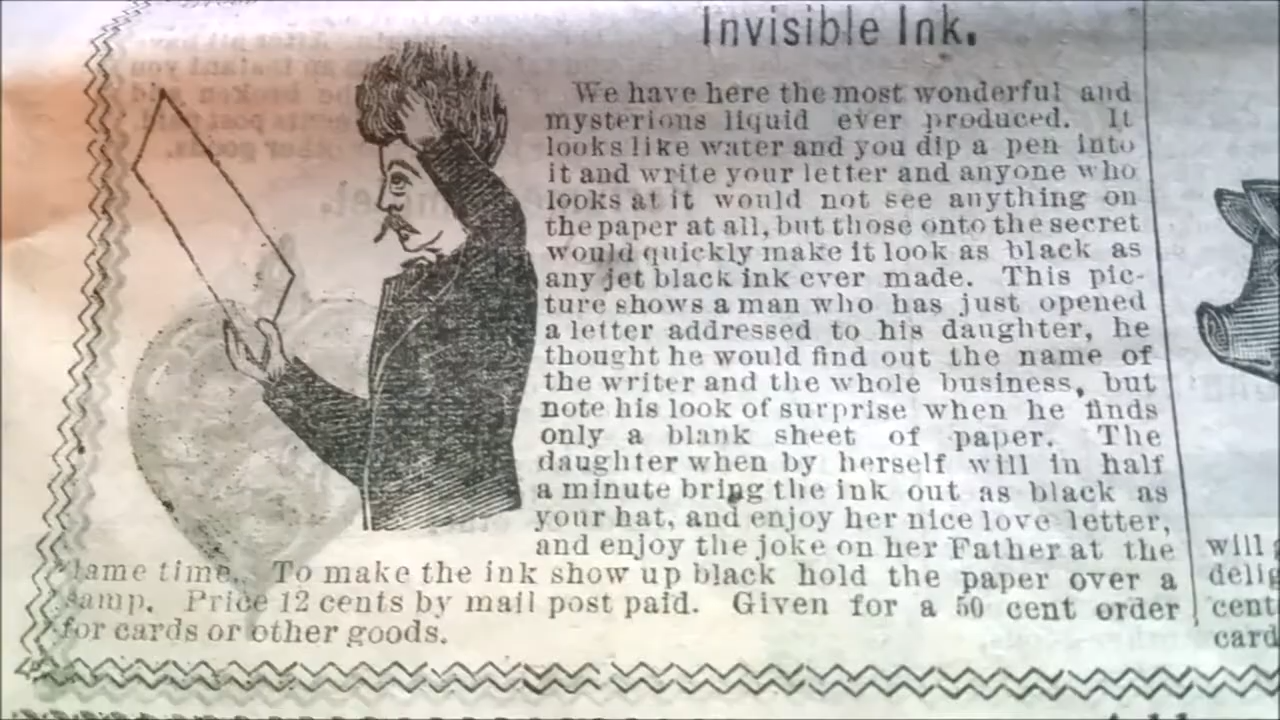 Invisible Ink.
We have here the most wonderful and
mysterious liquid ever produced. It
looks like water and you dip a pen into
it and write your letter and anyone who
looks at it would not see anything on
the paper at all, but those onto the secret
would quickly make it look as black as
any jet black ink ever made. This pic-
ture shows a man who has just opened
a letter addressed to his daughter, he
thought he would find out the name of
the writer and the whole business, but
note his look of surprise when he finds
only a blank sheet of paper. The
daughter when by herself will in half
a minute bring the ink out as black as
your hat, and enjoy her nice love letter,
and enjoy the joke on her Father at the
lame time. To make the ink show up black hold the paper over a
samp. Price 12 cents by mail post paid. Given for a 50 cent order
for cards or other goods.
will
delig
cent
card